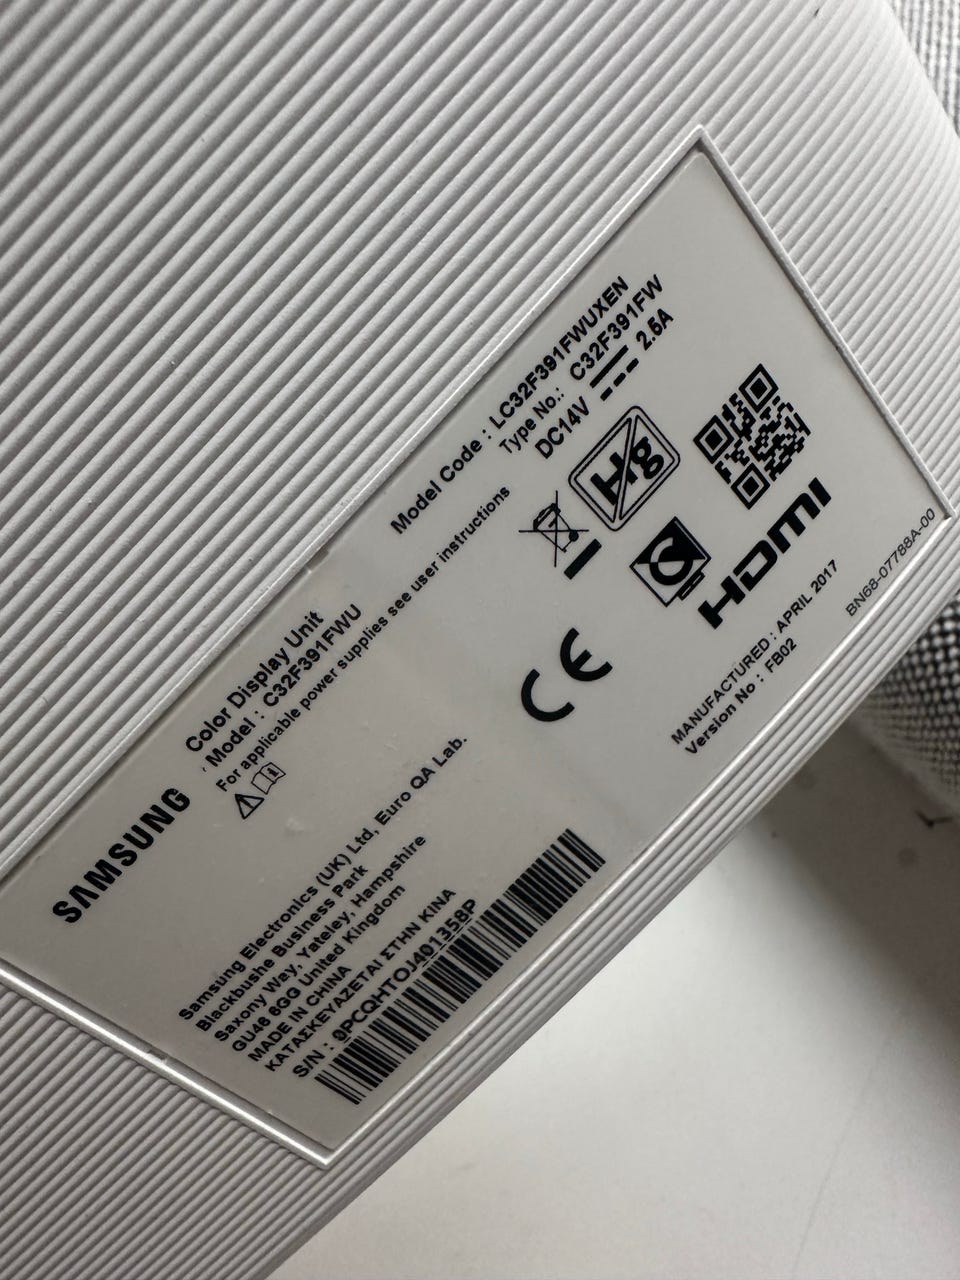 SAMSUNG
Color Display Unit
Model : C32F391FWU
For applicable power supplies see user instructions
Model Code : LC32F391FWUXEN
Type No.: C32F391FW
DC14V 2.5A
Hg
HDMI
CE
Samsung Electronics (UK) Ltd, Euro QA Lab.
Blackbushe Business Park
Saxony Way, Yateley, Hampshire
GU46 6GG United Kingdom
MADE IN CHINA
ΚΑΤΑΣΚΕΥΑΖΕΤΑΙ ΣΤΗΝ ΚΙΝΑ
S/N : 0PCQHTOJ401358P
MANUFACTURED : APRIL 2017
Version No : FB02
BN68-07788A-00